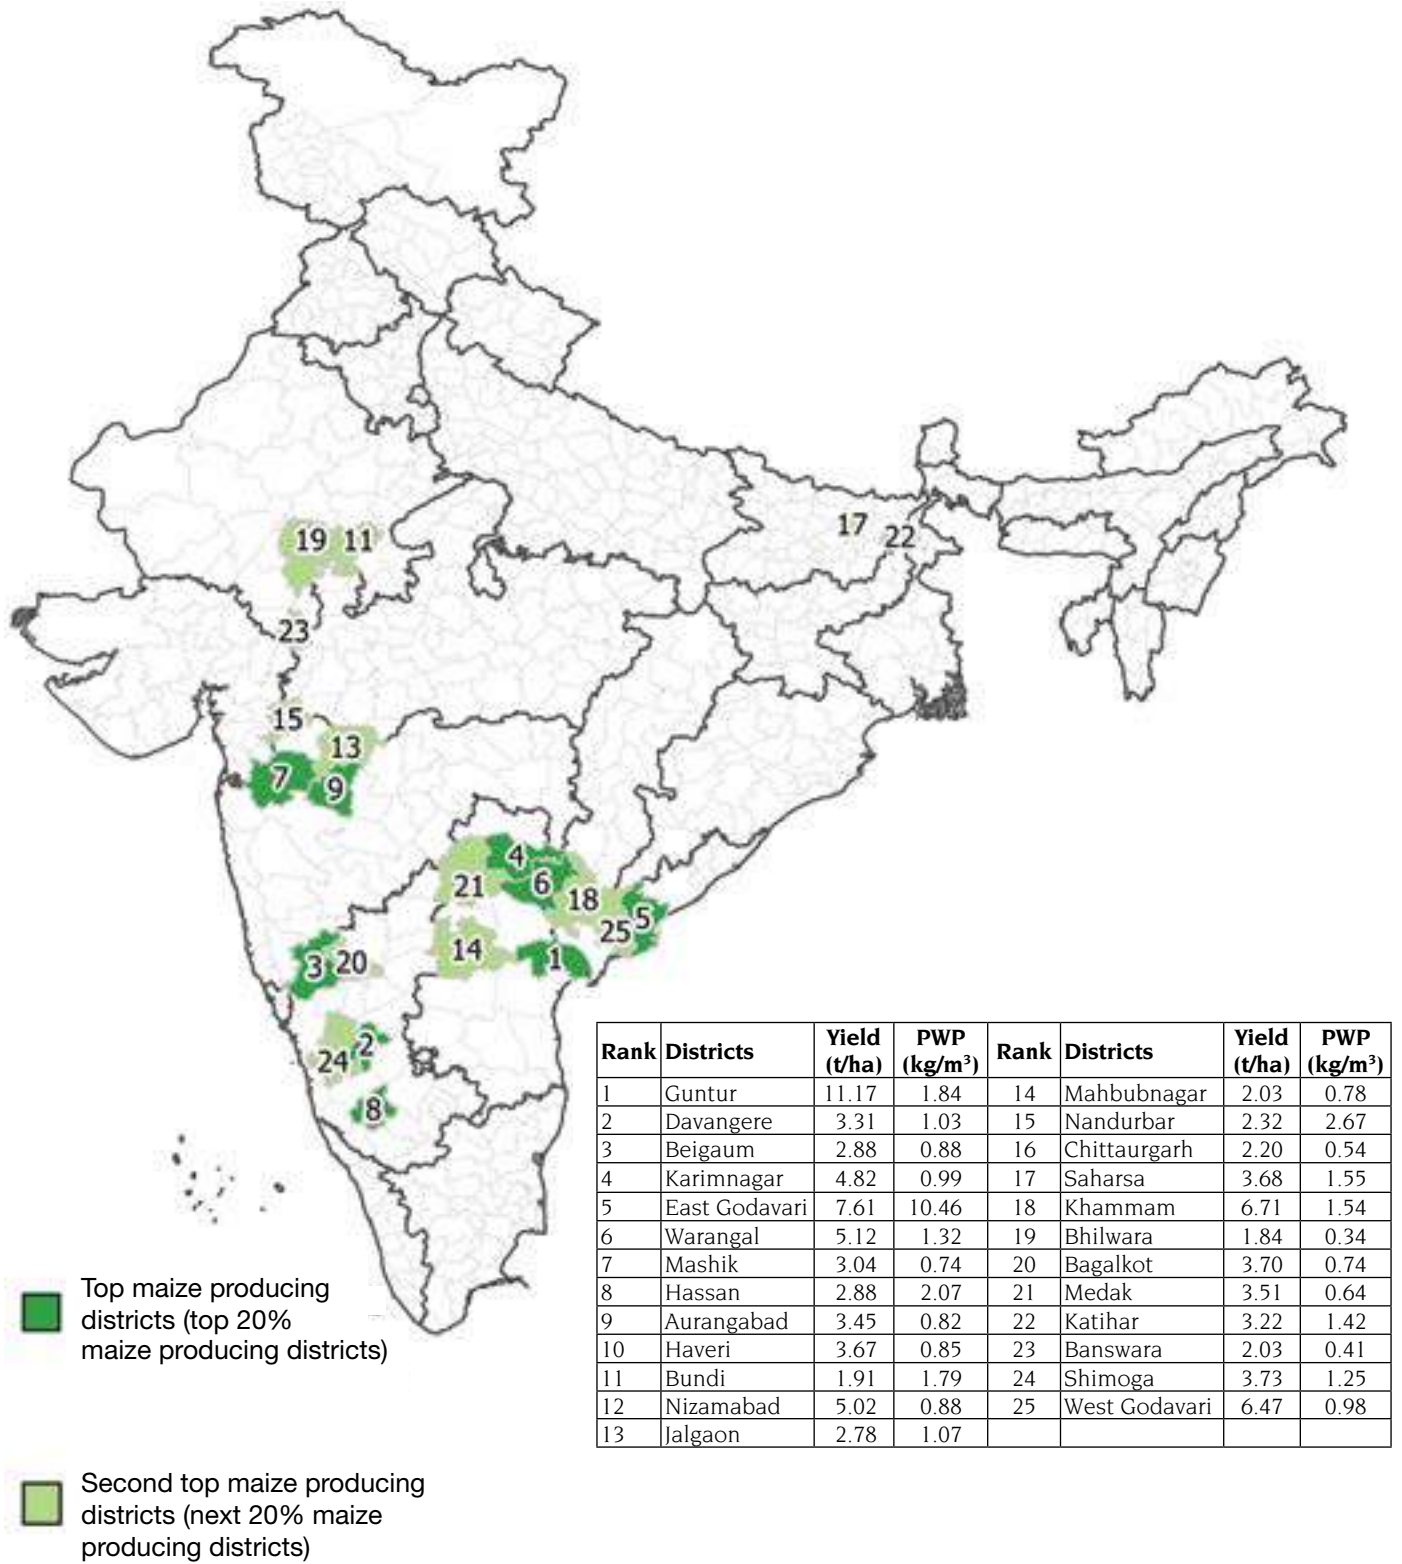 17
22
19
11
23
15
13
7
9
4
6
21
18
5
25
14
1
3
20
2
24
8
Rank Districts Yield (t/ha) PWP (kg/m³) Rank Districts Yield (t/ha) PWP (kg/m³)
1 Guntur 11.17 1.84 14 Mahbubnagar 2.03 0.78
2 Davangere 3.31 1.03 15 Nandurbar 2.32 2.67
3 Beigaum 2.88 0.88 16 Chittaurgarh 2.20 0.54
4 Karimnagar 4.82 0.99 17 Saharsa 3.68 1.55
5 East Godavari 7.61 10.46 18 Khammam 6.71 1.54
6 Warangal 5.12 1.32 19 Bhilwara 1.84 0.34
7 Mashik 3.04 0.74 20 Bagalkot 3.70 0.74
8 Hassan 2.88 2.07 21 Medak 3.51 0.64
9 Aurangabad 3.45 0.82 22 Katihar 3.22 1.42
10 Haveri 3.67 0.85 23 Banswara 2.03 0.41
11 Bundi 1.91 1.79 24 Shimoga 3.73 1.25
12 Nizamabad 5.02 0.88 25 West Godavari 6.47 0.98
13 Jalgaon 2.78 1.07
Top maize producing
districts (top 20%
maize producing districts)
Second top maize producing
districts (next 20% maize
producing districts)